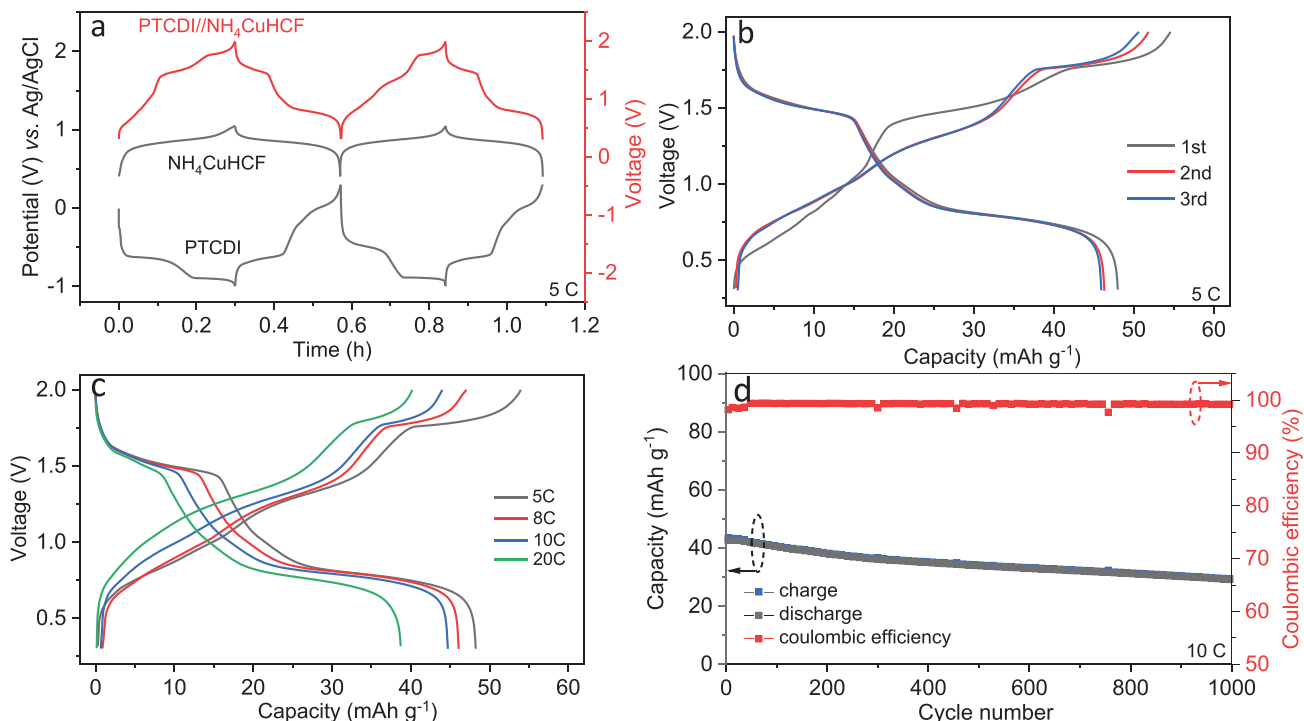 a
PTCDI//NH₄CuHCF
NH₄CuHCF
PTCDI
5 C
2
1
0
-1
Potential (V) vs. Ag/AgCl
2
1
0
-1
-2
Voltage (V)
0.0 0.2 0.4 0.6 0.8 1.0 1.2
Time (h)
b
2.0
1.5
1.0
0.5
Voltage (V)
1st
2nd
3rd
5 C
0 10 20 30 40 50 60
Capacity (mAh g⁻¹)
c
2.0
1.5
1.0
0.5
Voltage (V)
5C
8C
10C
20C
0 10 20 30 40 50 60
Capacity (mAh g⁻¹)
d
100
80
60
40
20
0
Capacity (mAh g⁻¹)
100
90
80
70
60
50
Coulombic efficiency (%)
charge
discharge
coulombic efficiency
10 C
0 200 400 600 800 1000
Cycle number